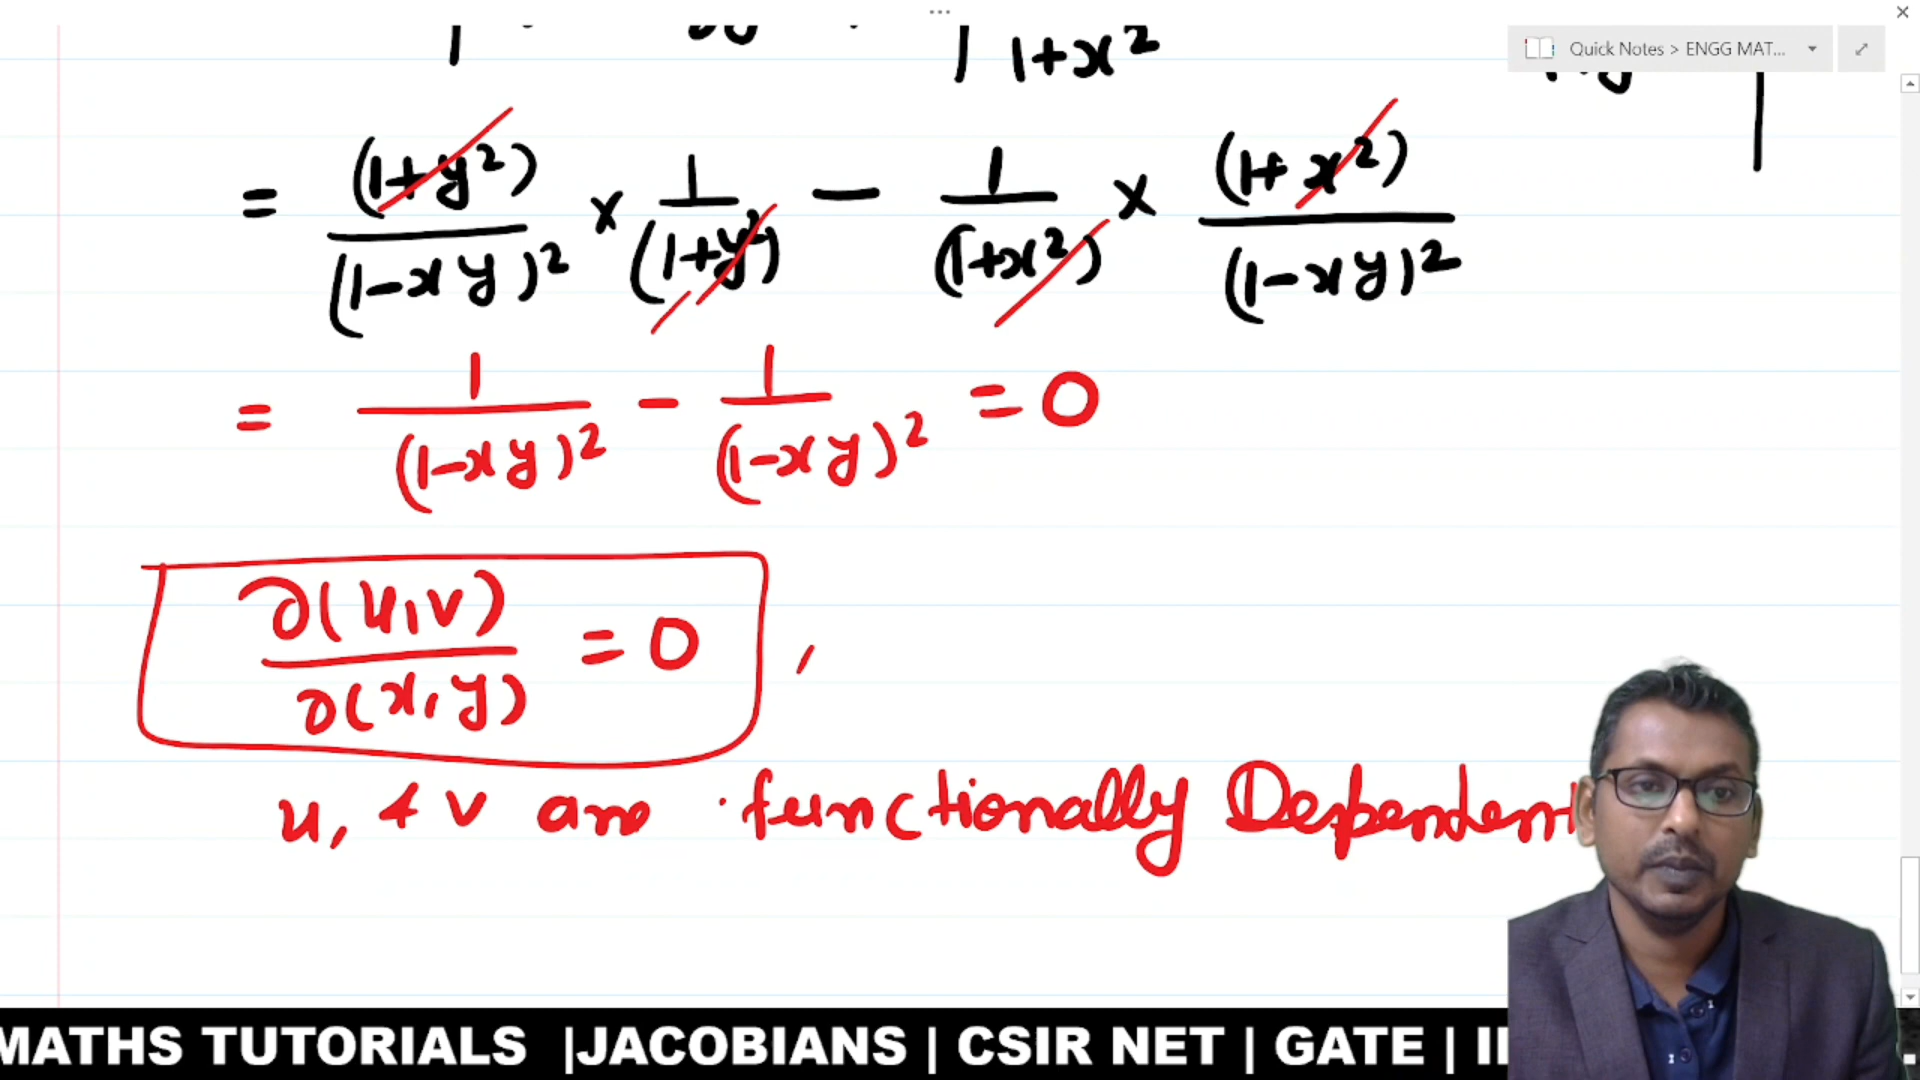 ...
Quick Notes > ENGG MAT...
1+x²
= (1+y²)/(1-xy)² × 1/(1+y²) - 1/(1+x²) × (1+x²)/(1-xy)²
= 1/(1-xy)² - 1/(1-xy)² = 0
∂(u,v)/∂(x,y) = 0 ,
u, & v are functionally Dependent
MATHS TUTORIALS |JACOBIANS | CSIR NET | GATE | II